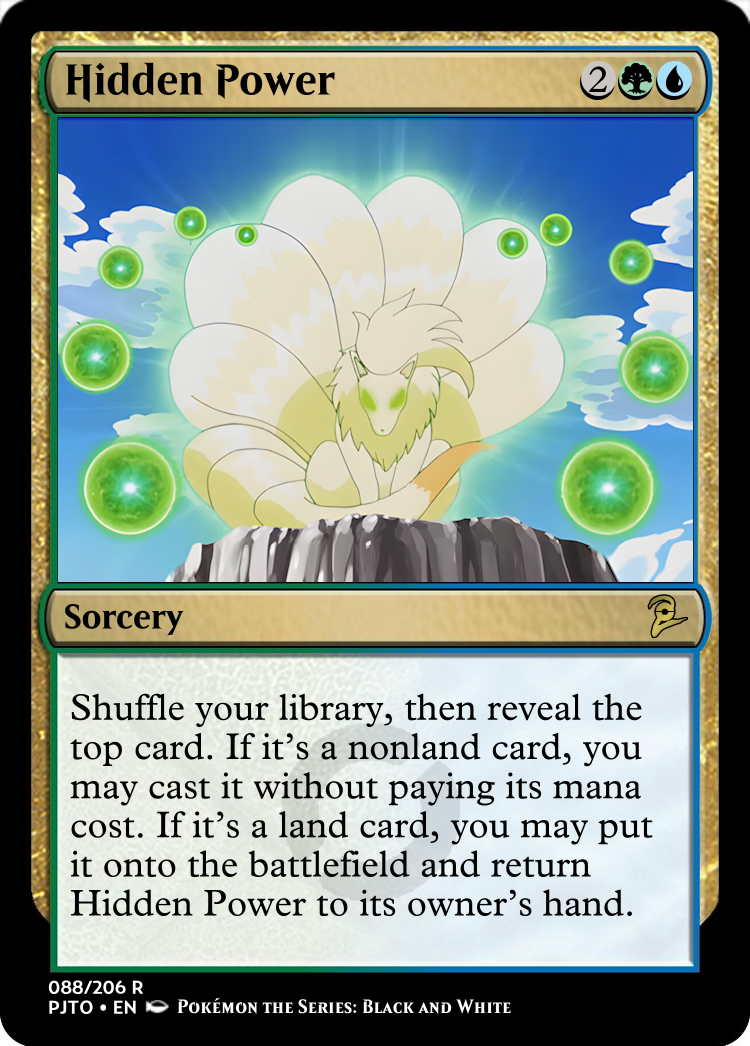 Hidden Power 2
Sorcery
Shuffle your library, then reveal the
top card. If it's a nonland card, you
may cast it without paying its mana
cost. If it's a land card, you may put
it onto the battlefield and return
Hidden Power to its owner's hand.
088/206 R
PJTO • EN Pokémon the Series: Black and White